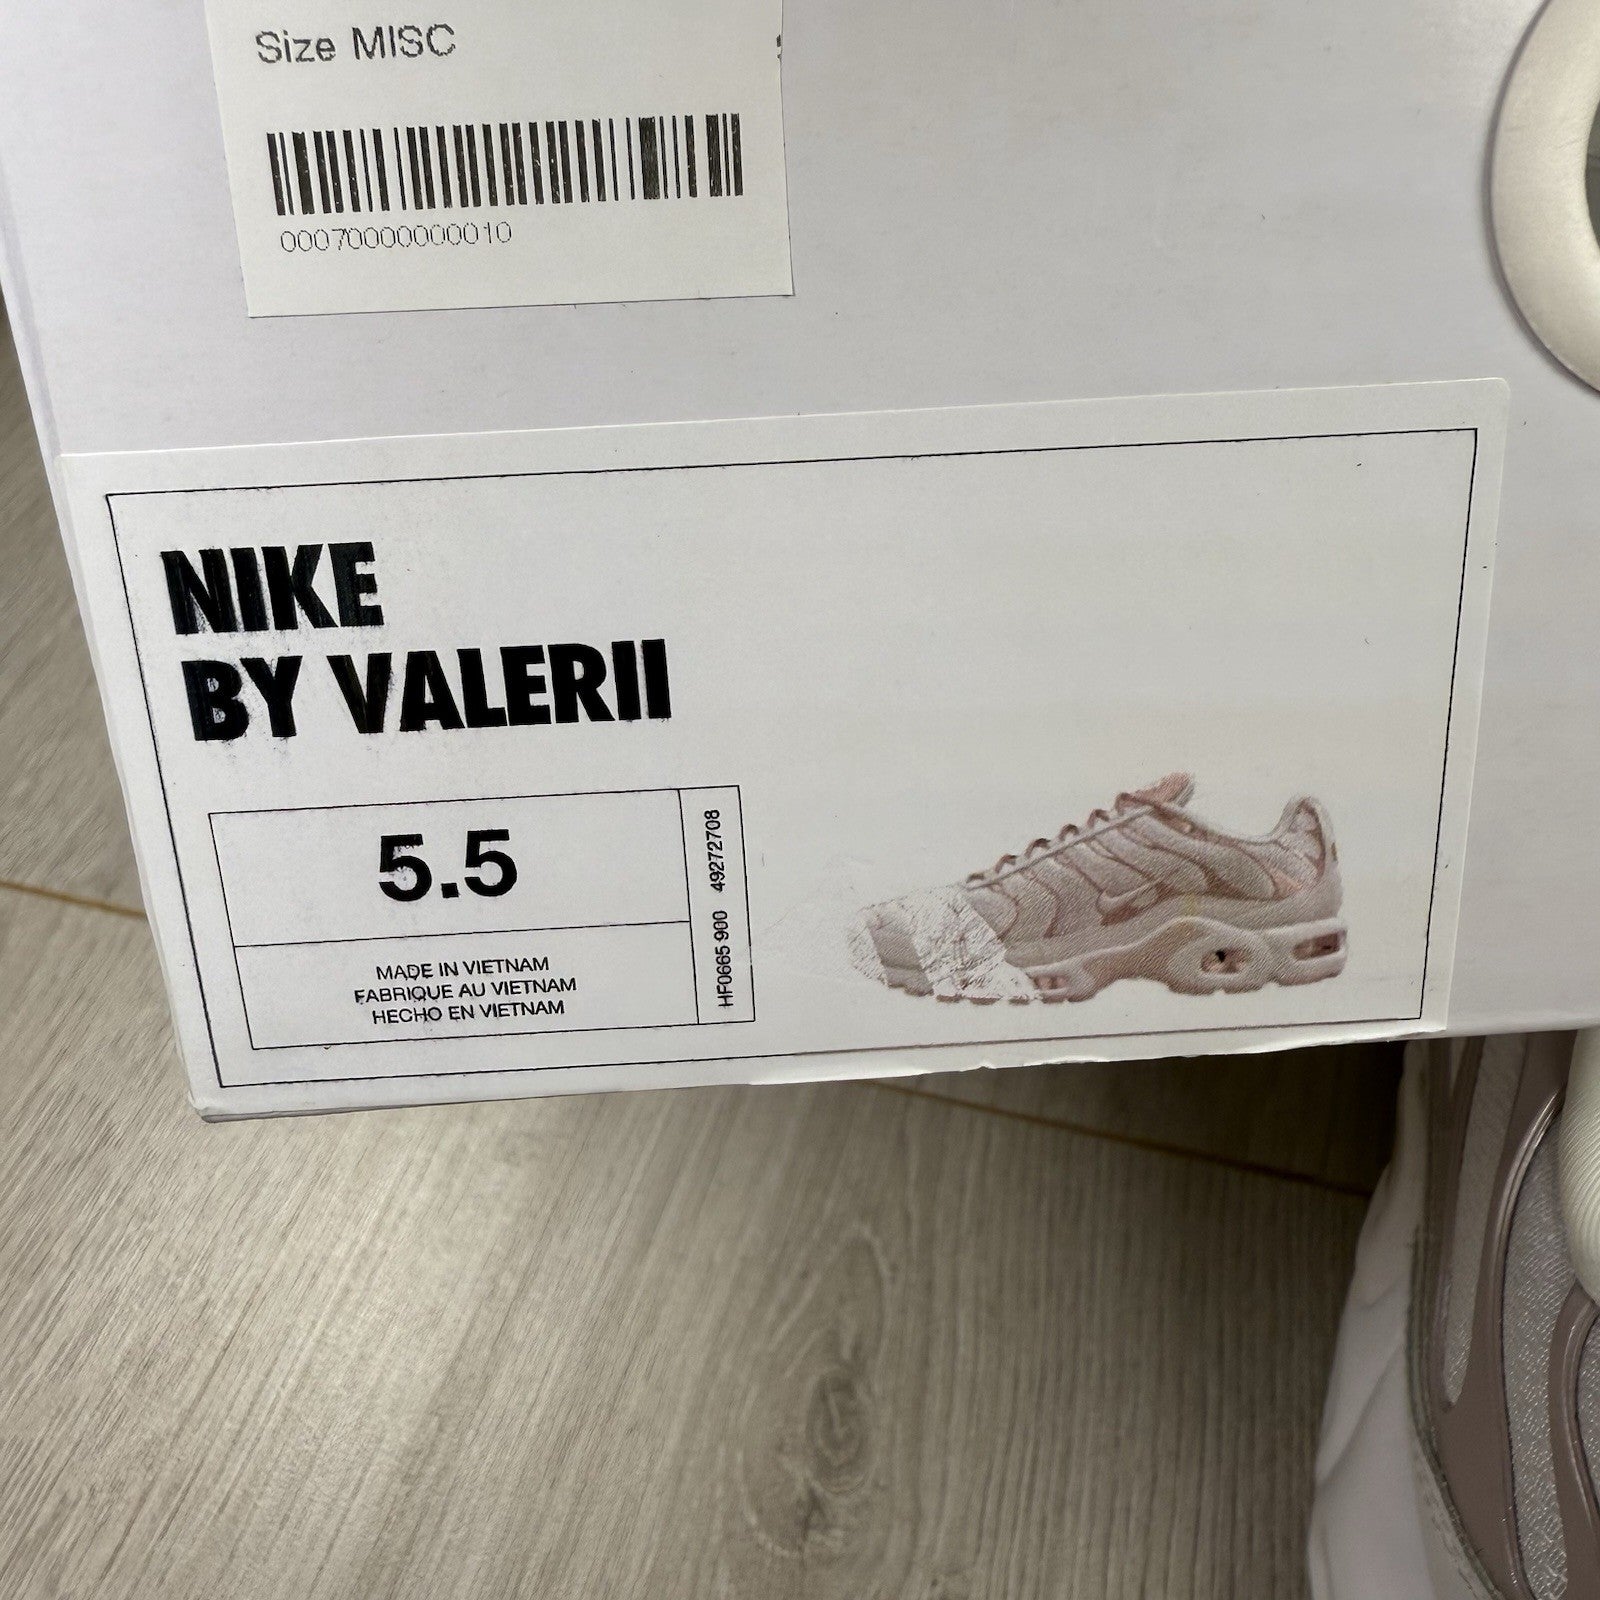 Size MISC
00070000000010
NIKE
BY VALERII
5.5
MADE IN VIETNAM
FABRIQUE AU VIETNAM
HECHO EN VIETNAM
HF0665 900 49272708